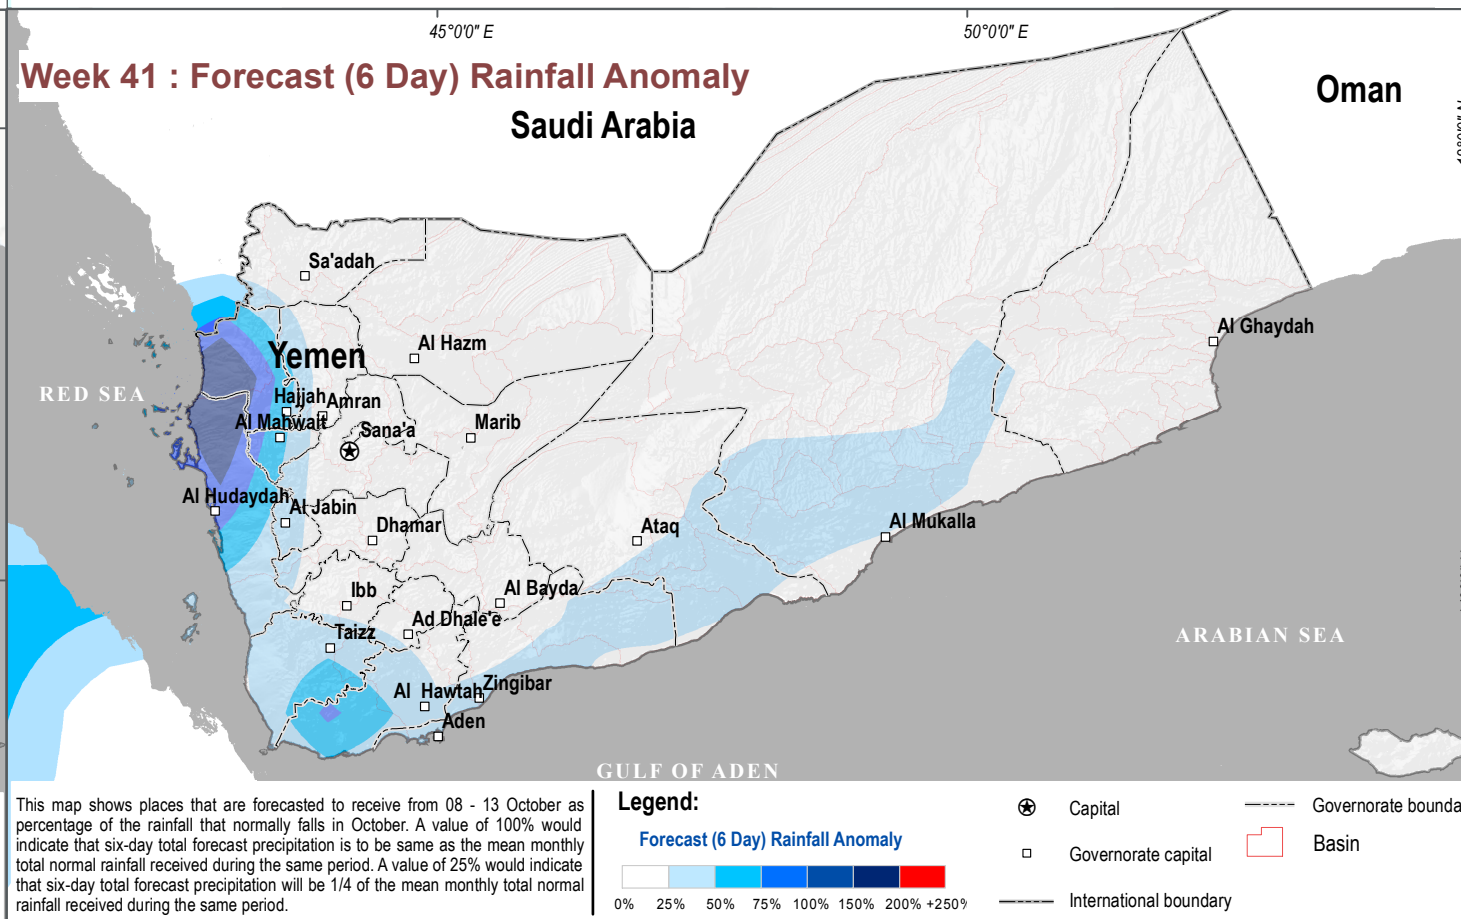 45°0'0" E
50°0'0" E
Week 41 : Forecast (6 Day) Rainfall Anomaly
Oman
Saudi Arabia
Sa'adah
Al Ghaydah
Al Hazm
Yemen
RED SEA
Hajjah
Amran
Al Mahwait
Sana'a
Marib
Al Hudaydah
Al Jabin
Dhamar
Ataq
Al Mukalla
Ibb
Al Bayda
Ad Dhale'e
Taizz
ARABIAN SEA
Al Hawtah
Zingibar
Aden
GULF OF ADEN
This map shows places that are forecasted to receive from 08 - 13 October as
percentage of the rainfall that normally falls in October. A value of 100% would
indicate that six-day total forecast precipitation is to be same as the mean monthly
total normal rainfall received during the same period. A value of 25% would indicate
that six-day total forecast precipitation will be 1/4 of the mean monthly total normal
rainfall received during the same period.
Legend:
Forecast (6 Day) Rainfall Anomaly
0% 25% 50% 75% 100% 150% 200% +250%
Capital
Governorate capital
International boundary
Governorate bounda
Basin